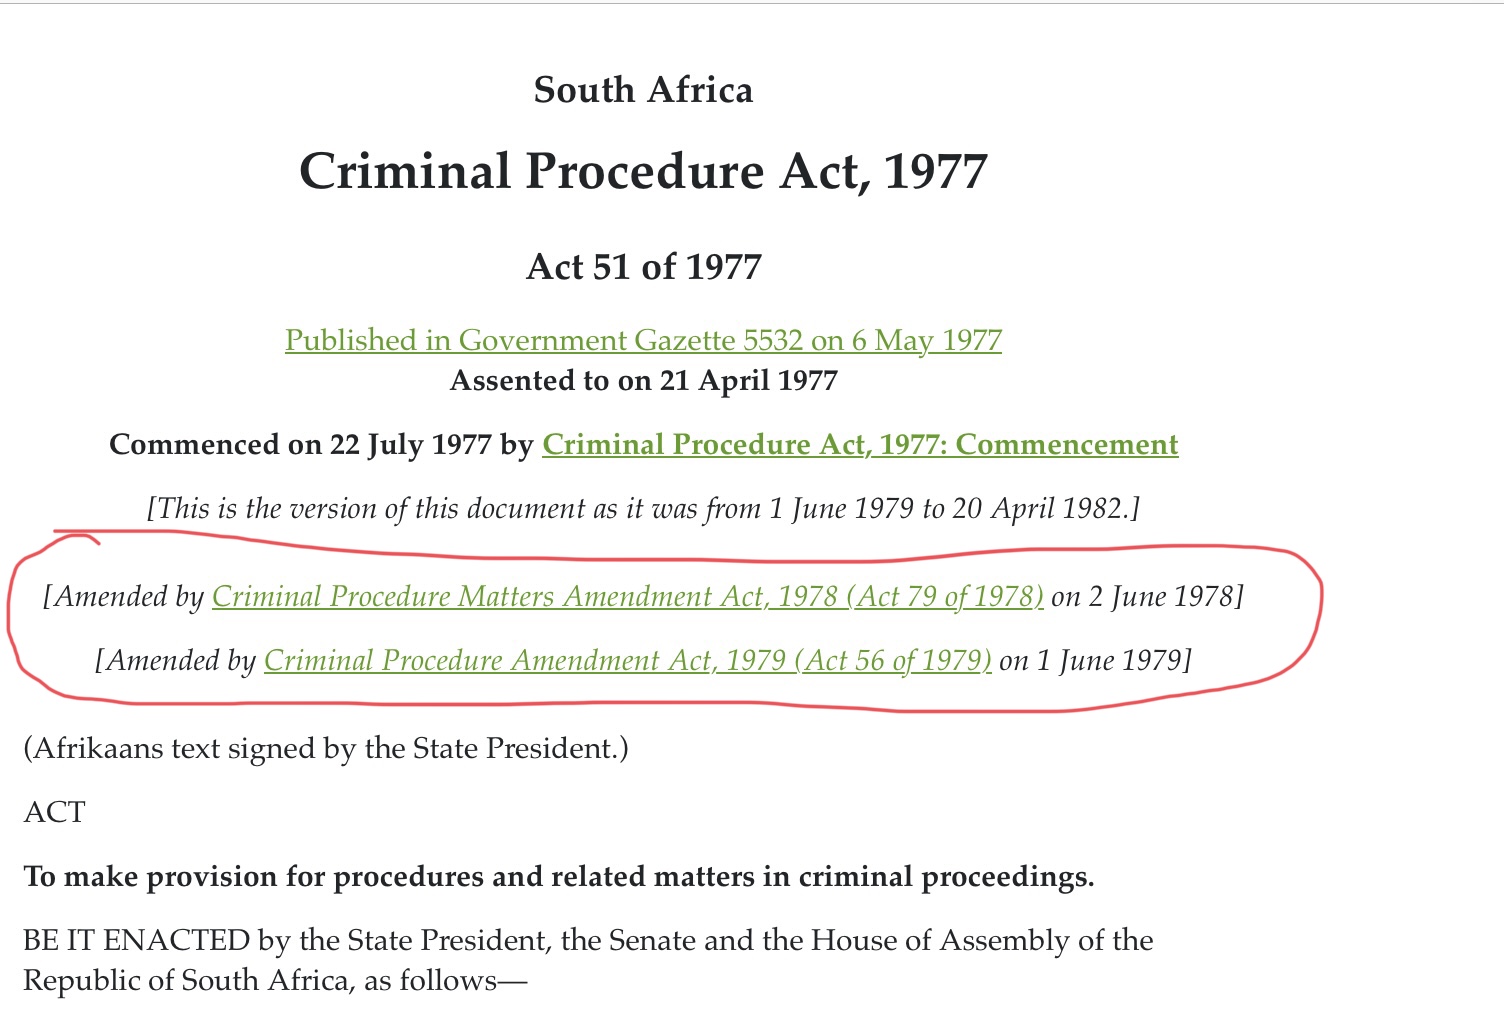 South Africa
Criminal Procedure Act, 1977
Act 51 of 1977
Published in Government Gazette 5532 on 6 May 1977
Assented to on 21 April 1977
Commenced on 22 July 1977 by Criminal Procedure Act, 1977: Commencement
[This is the version of this document as it was from 1 June 1979 to 20 April 1982.]
[Amended by Criminal Procedure Matters Amendment Act, 1978 (Act 79 of 1978) on 2 June 1978]
[Amended by Criminal Procedure Amendment Act, 1979 (Act 56 of 1979) on 1 June 1979]
(Afrikaans text signed by the State President.)
ACT
To make provision for procedures and related matters in criminal proceedings.
BE IT ENACTED by the State President, the Senate and the House of Assembly of the
Republic of South Africa, as follows—